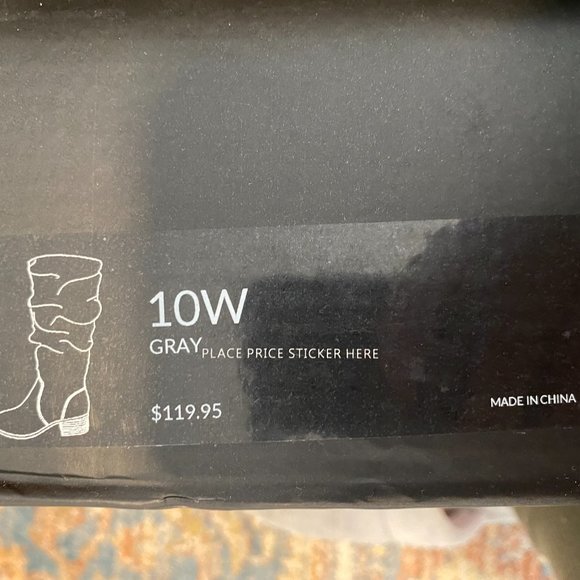 10W
GRAY
PLACE PRICE STICKER HERE
$119.95
MADE IN CHINA